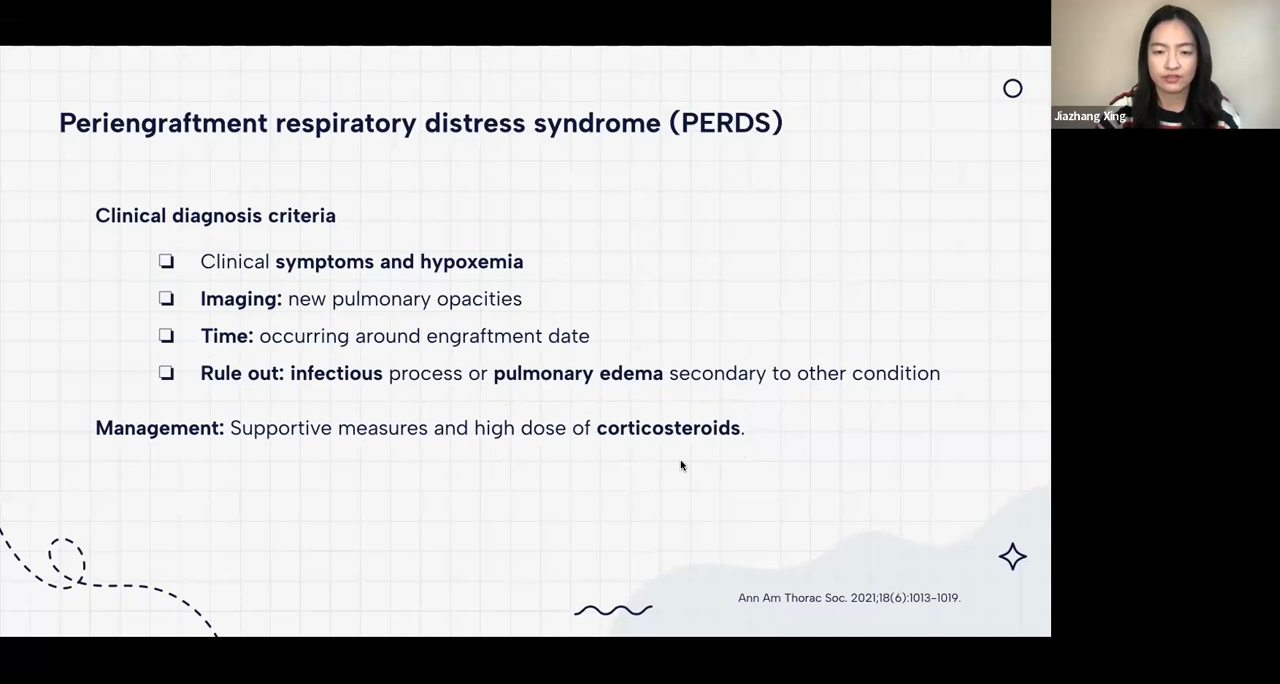 Periengraftment respiratory distress syndrome (PERDS)
Clinical diagnosis criteria
Clinical symptoms and hypoxemia
Imaging: new pulmonary opacities
Time: occurring around engraftment date
Rule out: infectious process or pulmonary edema secondary to other condition
Management: Supportive measures and high dose of corticosteroids.
Ann Am Thorac Soc. 2021;18(6):1013-1019.
Jiazhang Xing